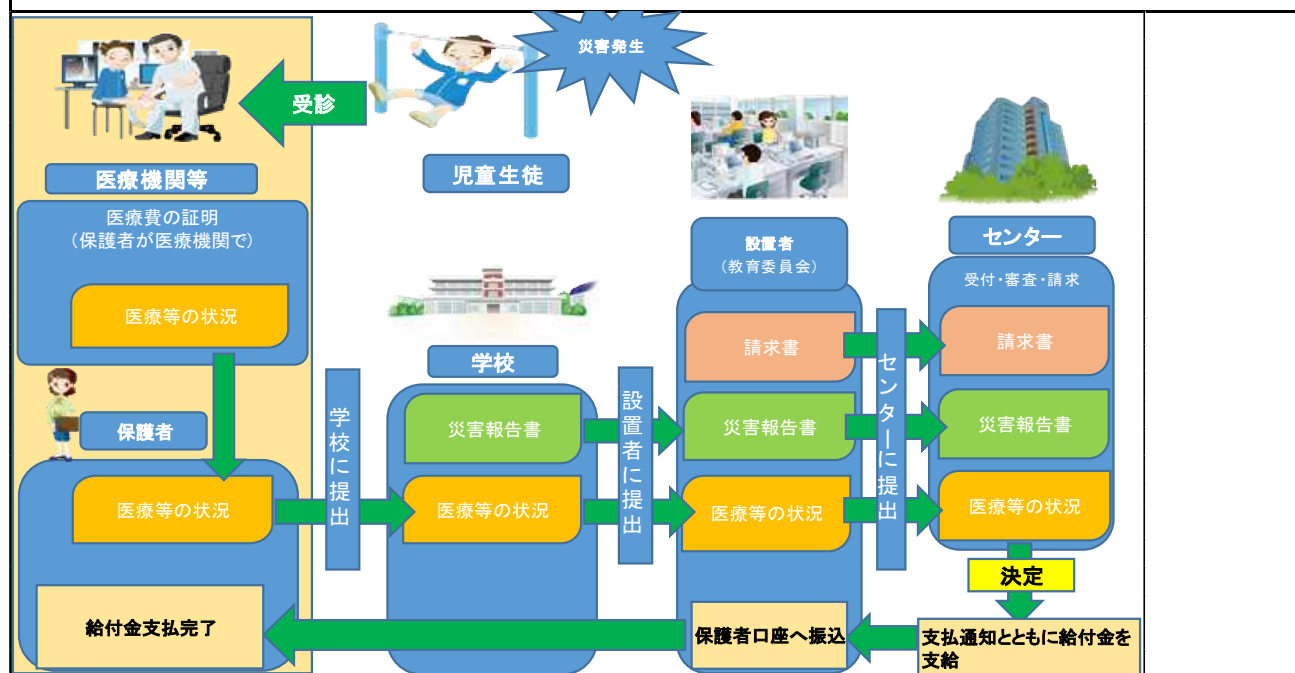 災害発生
受診
医療機関等
児童生徒
医療費の証明
(保護者が医療機関で)
医療等の状況
保護者
医療等の状況
給付金支払完了
学校に提出
学校
災害報告書
医療等の状況
設置者に提出
設置者
(教育委員会)
請求書
災害報告書
医療等の状況
保護者口座へ振込
センターに提出
センター
受付・審査・請求
請求書
災害報告書
医療等の状況
決定
支払通知とともに給付金を
支給